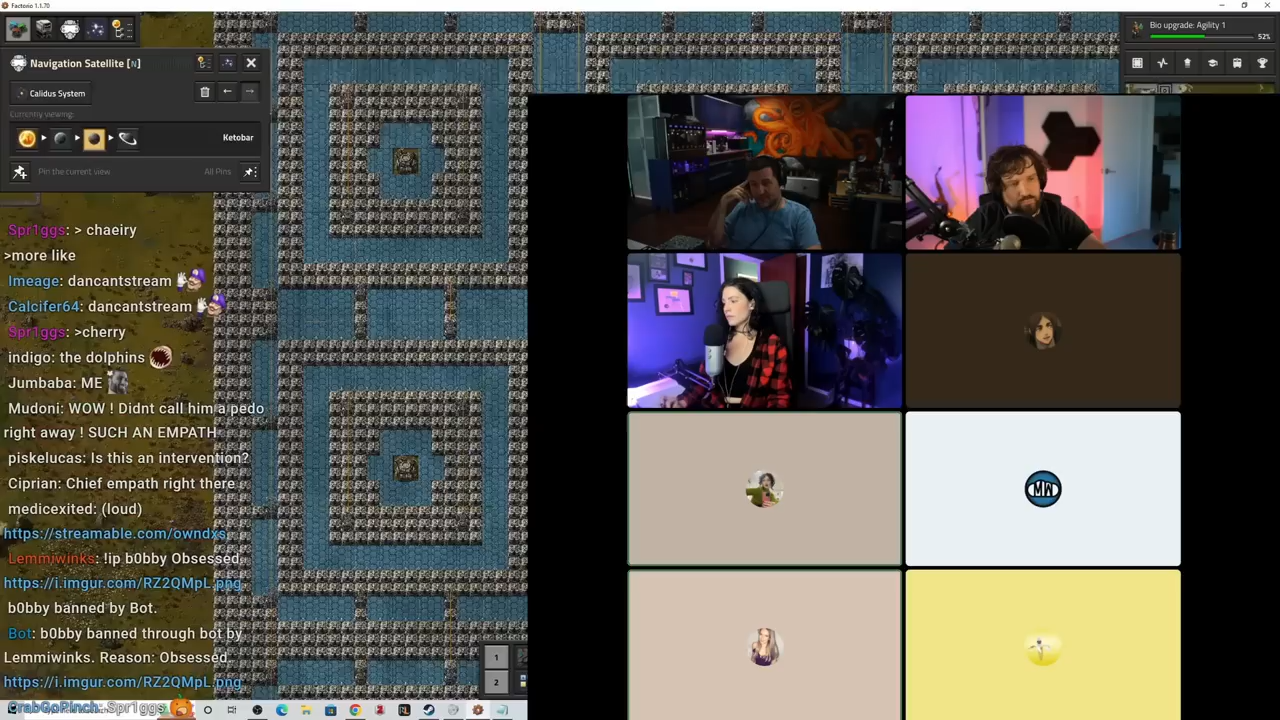 Factorio 1.1.70
Navigation Satellite [N]
Calidus System
Currently viewing:
Ketobar
Pin the current view
All Pins
Bio upgrade: Agility 1
52%
Spr1ggs: > chaeiry
>more like
Imeage: dancantstream
Calcifer64: dancantstream
Spr1ggs: >cherry
indigo: the dolphins
Jumbaba: ME
Mudoni: WOW ! Didnt call him a pedo
right away ! SUCH AN EMPATH
piskelucas: Is this an intervention?
Ciprian: Chief empath right there
medicexited: (loud)
https://streamable.com/owndxs
Lemmiwinks: !ip b0bby Obsessed
https://i.imgur.com/RZ2QMpL.png
b0bby banned by Bot.
Bot: b0bby banned through bot by
Lemmiwinks. Reason: Obsessed
https://i.imgur.com/RZ2QMpL.png
CrabGoPinch: Spr1ggs
MW
1
2